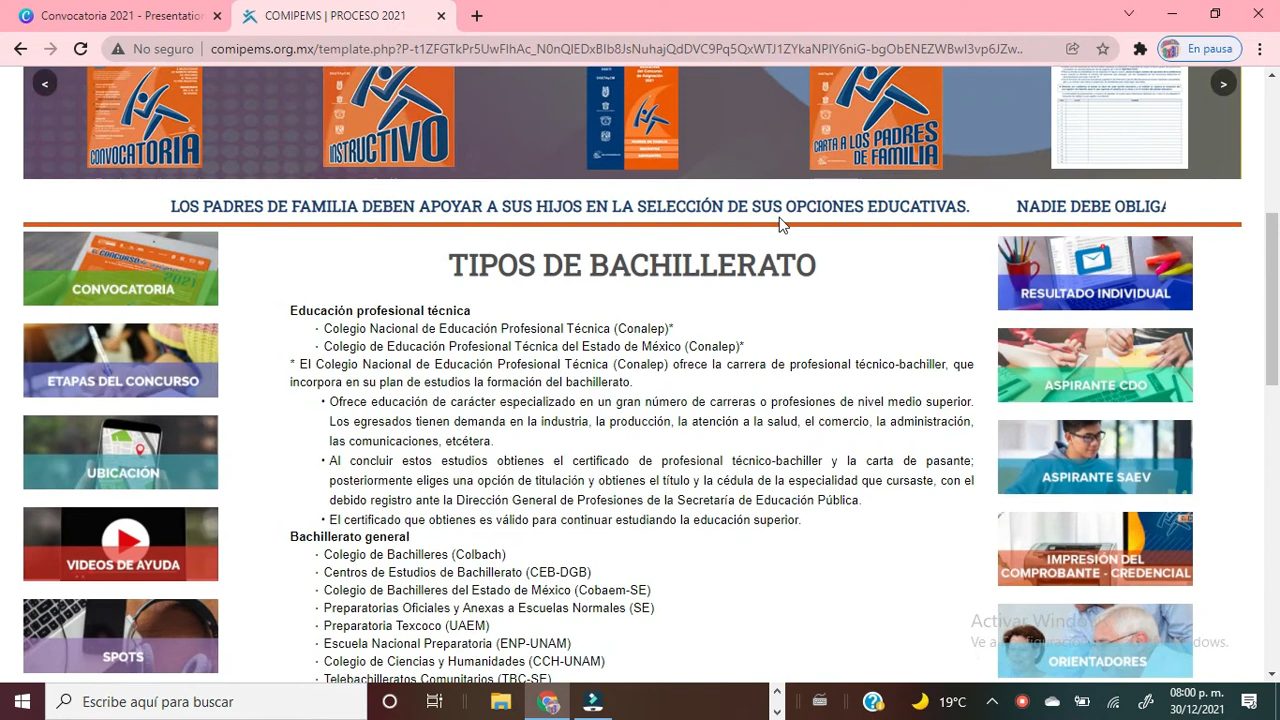 Convocatoria 2021 - Presentation
COMIPEMS | PROCESO 2021
No seguro
comipems.org.mx/template.php?P-t1ZFGTkPr5UwFlhAc_N0nQIEDxBIb8JsNuhajQdDVC9Pq5QxWTJ1ZYkaNPIY6niG-bgObENEZWBwI3vp6JZw...
En pausa
CONVOCATORIA
INSTRUCTIVO
CARTA A LOS PADRES
DE FAMILIA
LOS PADRES DE FAMILIA DEBEN APOYAR A SUS HIJOS EN LA SELECCIÓN DE SUS OPCIONES EDUCATIVAS. NADIE DEBE OBLIGA
CONVOCATORIA
ETAPAS DEL CONCURSO
UBICACIÓN
VIDEOS DE AYUDA
SPOTS
TIPOS DE BACHILLERATO
Educación profesional técnica
· Colegio Nacional de Educación Profesional Técnica (Conalep)*
· Colegio de Educación Profesional Técnica del Estado de México (Conalep)*
* El Colegio Nacional de Educación Profesional Técnica (Conalep) ofrece la carrera de profesional técnico-bachiller, que
incorpora en su plan de estudios la formación del bachillerato.
• Ofrece educación de carácter especializado en un gran número de carreras o profesiones de nivel medio superior.
Los egresados tienen demanda en la industria, la producción, la atención a la salud, el comercio, la administración,
las comunicaciones, etcétera.
• Al concluir estos estudios obtienes el certificado de profesional técnico-bachiller y la carta de pasante;
posteriormente eliges una opción de titulación y obtienes el título y la cédula de la especialidad que cursaste, con el
debido registro ante la Dirección General de Profesiones de la Secretaría de Educación Pública.
• El certificado que obtienes es válido para continuar estudiando la educación superior.
Bachillerato general
· Colegio de Bachilleres (Colbach)
· Centro de Estudios de Bachillerato (CEB-DGB)
· Colegio de Bachilleres del Estado de México (Cobaem-SE)
· Preparatorias Oficiales y Anexas a Escuelas Normales (SE)
· Preparatoria Texcoco (UAEM)
· Escuela Nacional Preparatoria (ENP-UNAM)
· Colegio de Ciencias y Humanidades (CCH-UNAM)
· Telebachilleratos Comunitarios (TBC-SE)
RESULTADO INDIVIDUAL
ASPIRANTE CDO
ASPIRANTE SAEV
IMPRESIÓN DEL
COMPROBANTE - CREDENCIAL
ORIENTADORES
Activar Windows
Ve a Configuración para activar Windows.
Escribe aquí para buscar
19°C
08:00 p. m.
30/12/2021